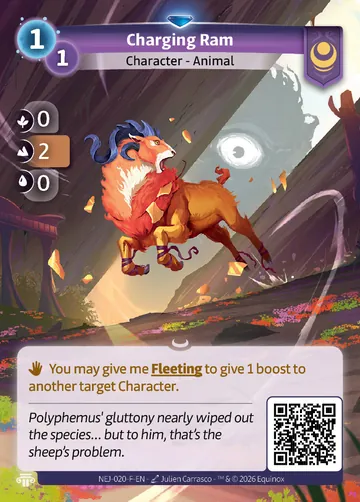 1
1
Charging Ram
Character - Animal
0
2
0
You may give me Fleeting to give 1 boost to
another target Character.
Polyphemus' gluttony nearly wiped out
the species... but to him, that's the
sheep's problem.
NEJ-020-F-EN - Julien Carrasco - ™ & © 2026 Equinox